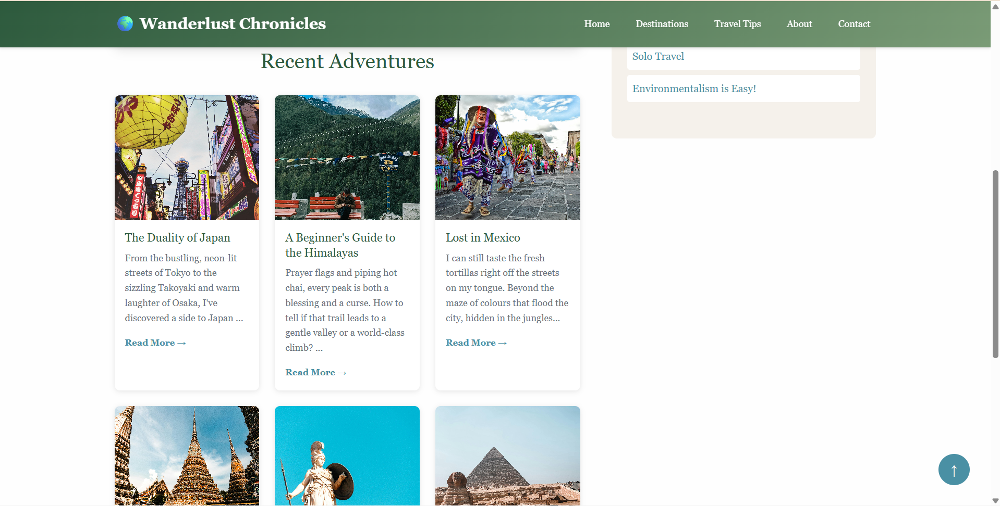 Wanderlust Chronicles
Home
Destinations
Travel Tips
About
Contact
Recent Adventures
Solo Travel
Environmentalism is Easy!
The Duality of Japan
From the bustling, neon-lit
streets of Tokyo to the
sizzling Takoyaki and warm
laughter of Osaka, I've
discovered a side to Japan ...
Read More →
A Beginner's Guide to
the Himalayas
Prayer flags and piping hot
chai, every peak is both a
blessing and a curse. How to
tell if that trail leads to a
gentle valley or a world-class
climb? ...
Read More →
Lost in Mexico
I can still taste the fresh
tortillas right off the streets
on my tongue. Beyond the
maze of colours that flood the
city, hidden in the jungles...
Read More →
↑